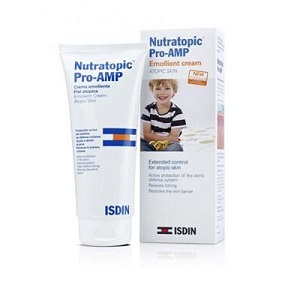 Nutratopic®
Pro-AMP
Crema emoliente
Piel atópica
Emollient Cream
Atopic Skin
ISDIN
Nutratopic®
Pro-AMP
Emollient cream
ATOPIC SKIN
NEW
Extended control
for atopic skin
Active protection of the skin's
defence system
Relieves itching
Restores the skin barrier
ISDIN